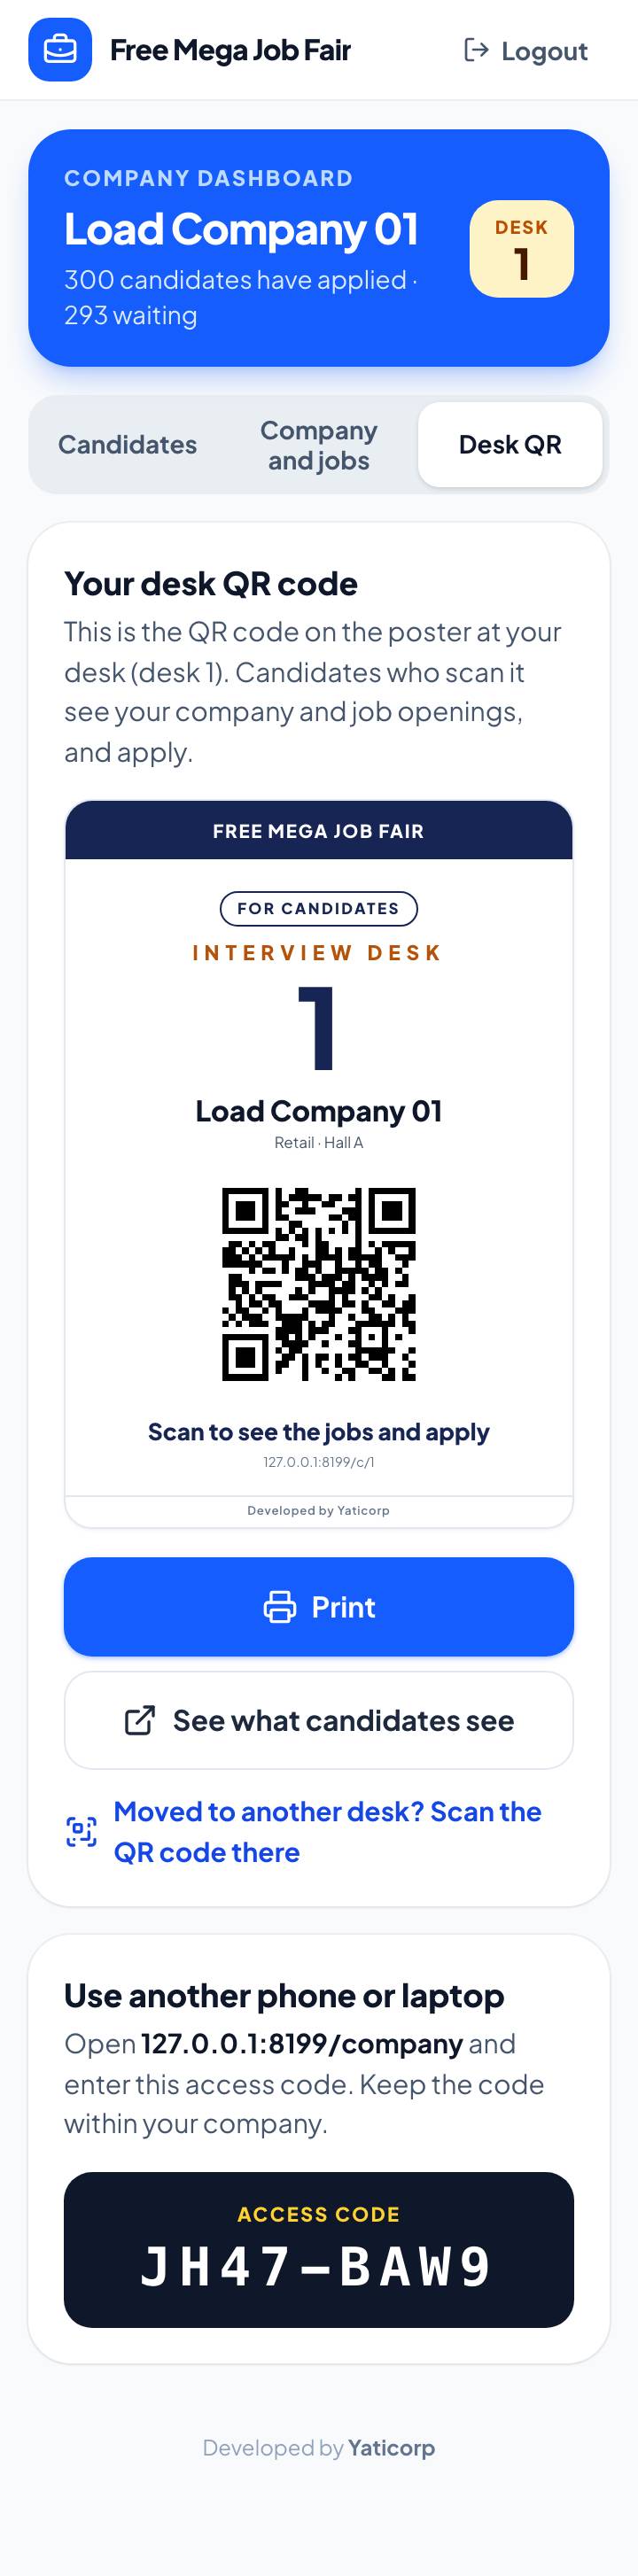 Free Mega Job Fair
Logout
COMPANY DASHBOARD
Load Company 01
300 candidates have applied ·
293 waiting
DESK
1
Candidates
Company
and jobs
Desk QR
Your desk QR code
This is the QR code on the poster at your
desk (desk 1). Candidates who scan it
see your company and job openings,
and apply.
FREE MEGA JOB FAIR
FOR CANDIDATES
INTERVIEW DESK
1
Load Company 01
Retail · Hall A
Scan to see the jobs and apply
127.0.0.1:8199/c/1
Developed by Yaticorp
Print
See what candidates see
Moved to another desk? Scan the
QR code there
Use another phone or laptop
Open 127.0.0.1:8199/company and
enter this access code. Keep the code
within your company.
ACCESS CODE
JH47-BAW9
Developed by Yaticorp